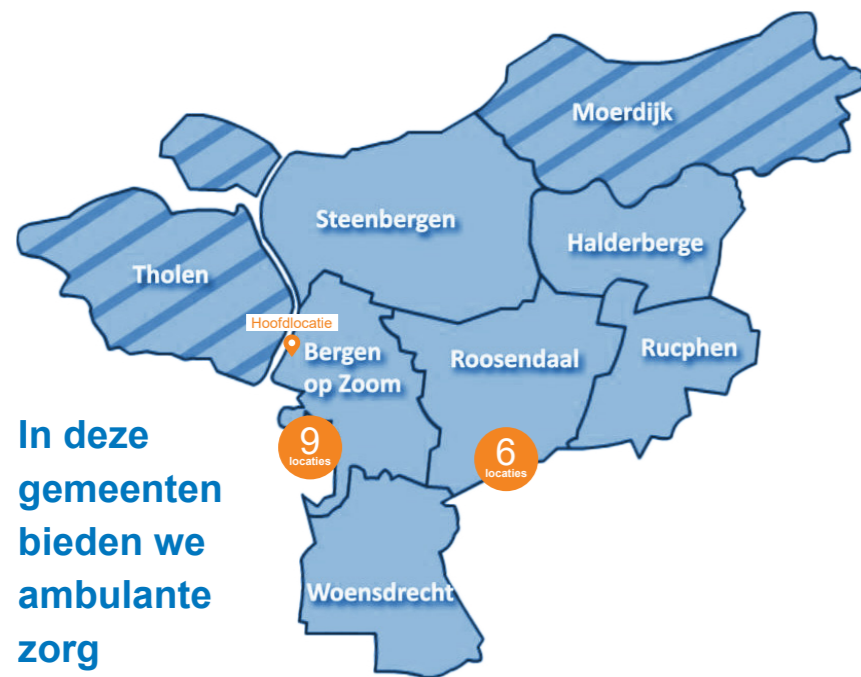 Moerdijk
Steenbergen
Halderberge
Tholen
Hoofdlocatie
Bergen
op Zoom
Roosendaal
Rucphen
9
locaties
6
locaties
In deze
gemeenten
bieden we
ambulante
zorg
Woensdrecht